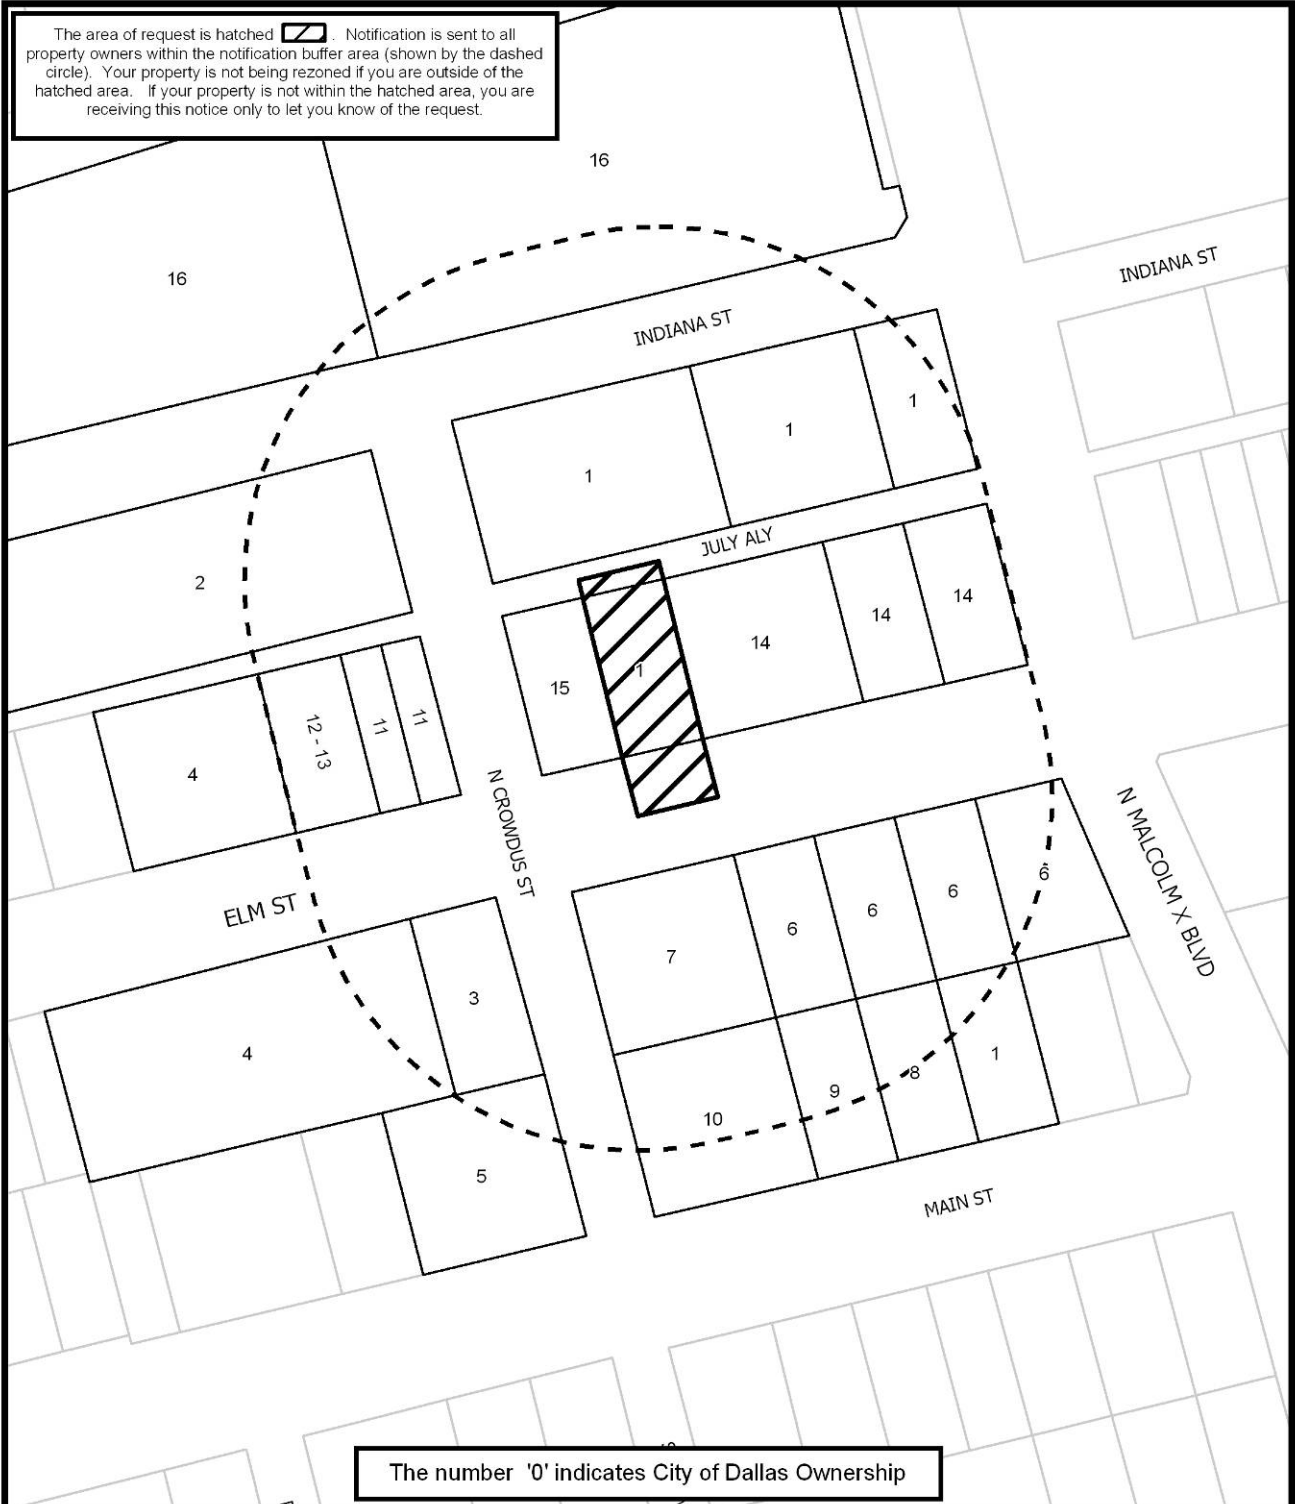 The area of request is hatched . Notification is sent to all
property owners within the notification buffer area (shown by the dashed
circle). Your property is not being rezoned if you are outside of the
hatched area. If your property is not within the hatched area, you are
receiving this notice only to let you know of the request.
16
16
INDIANA ST
INDIANA ST
1
1
1
JULY ALY
2
14
14
14
1
15
12 - 13
11
11
4
N CROWDUS ST
N MALCOLM X BLVD
ELM ST
6
6
6
6
7
3
4
1
8
9
10
5
MAIN ST
The number '0' indicates City of Dallas Ownership